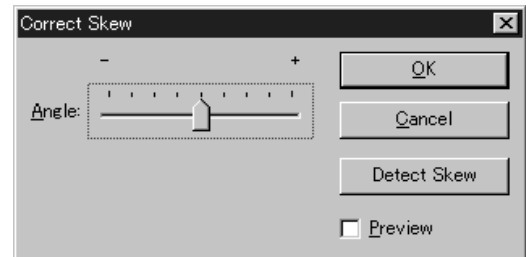 Correct Skew
- +
Angle:
OK
Cancel
Detect Skew
Preview